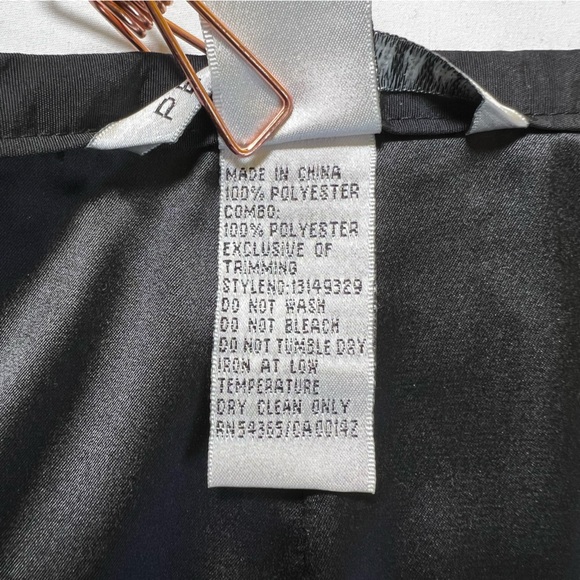 MADE IN CHINA
100% POLYESTER
COMBO:
100% POLYESTER
EXCLUSIVE OF
TRIMMING
STYLENO:13149329
DO NOT WASH
DO NOT BLEACH
DO NOT TUMBLE DRY
IRON AT LOW
TEMPERATURE
DRY CLEAN ONLY
RN54365/CA00142